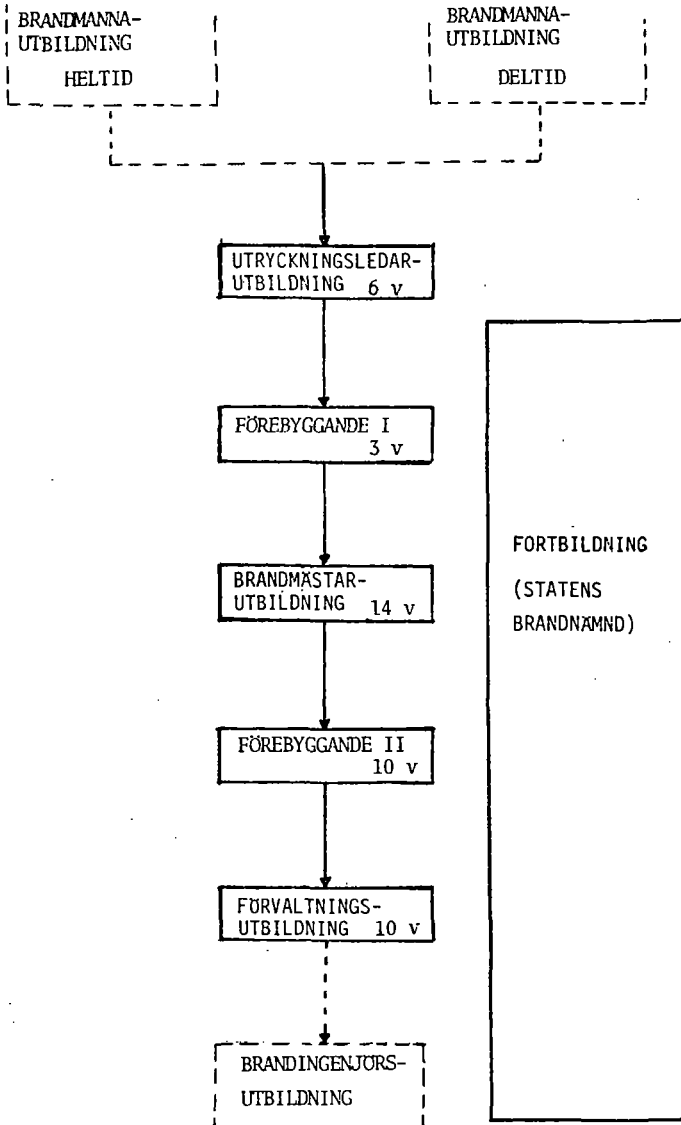 BRANDMANNA-
UTBILDNING
HELTID
BRANDMANNA-
UTBILDNING
DELTID
UTRYCKNINGSLEDAR-
UTBILDNING 6 v
FÖREBYGGANDE I
3 v
BRANDMÄSTAR-
UTBILDNING 14 v
FÖREBYGGANDE II
10 v
FÖRVALTNINGS-
UTBILDNING 10 v
BRANDINGENJÖRS-
UTBILDNING
FORTBILDNING
(STATENS
BRANDNÄMND)